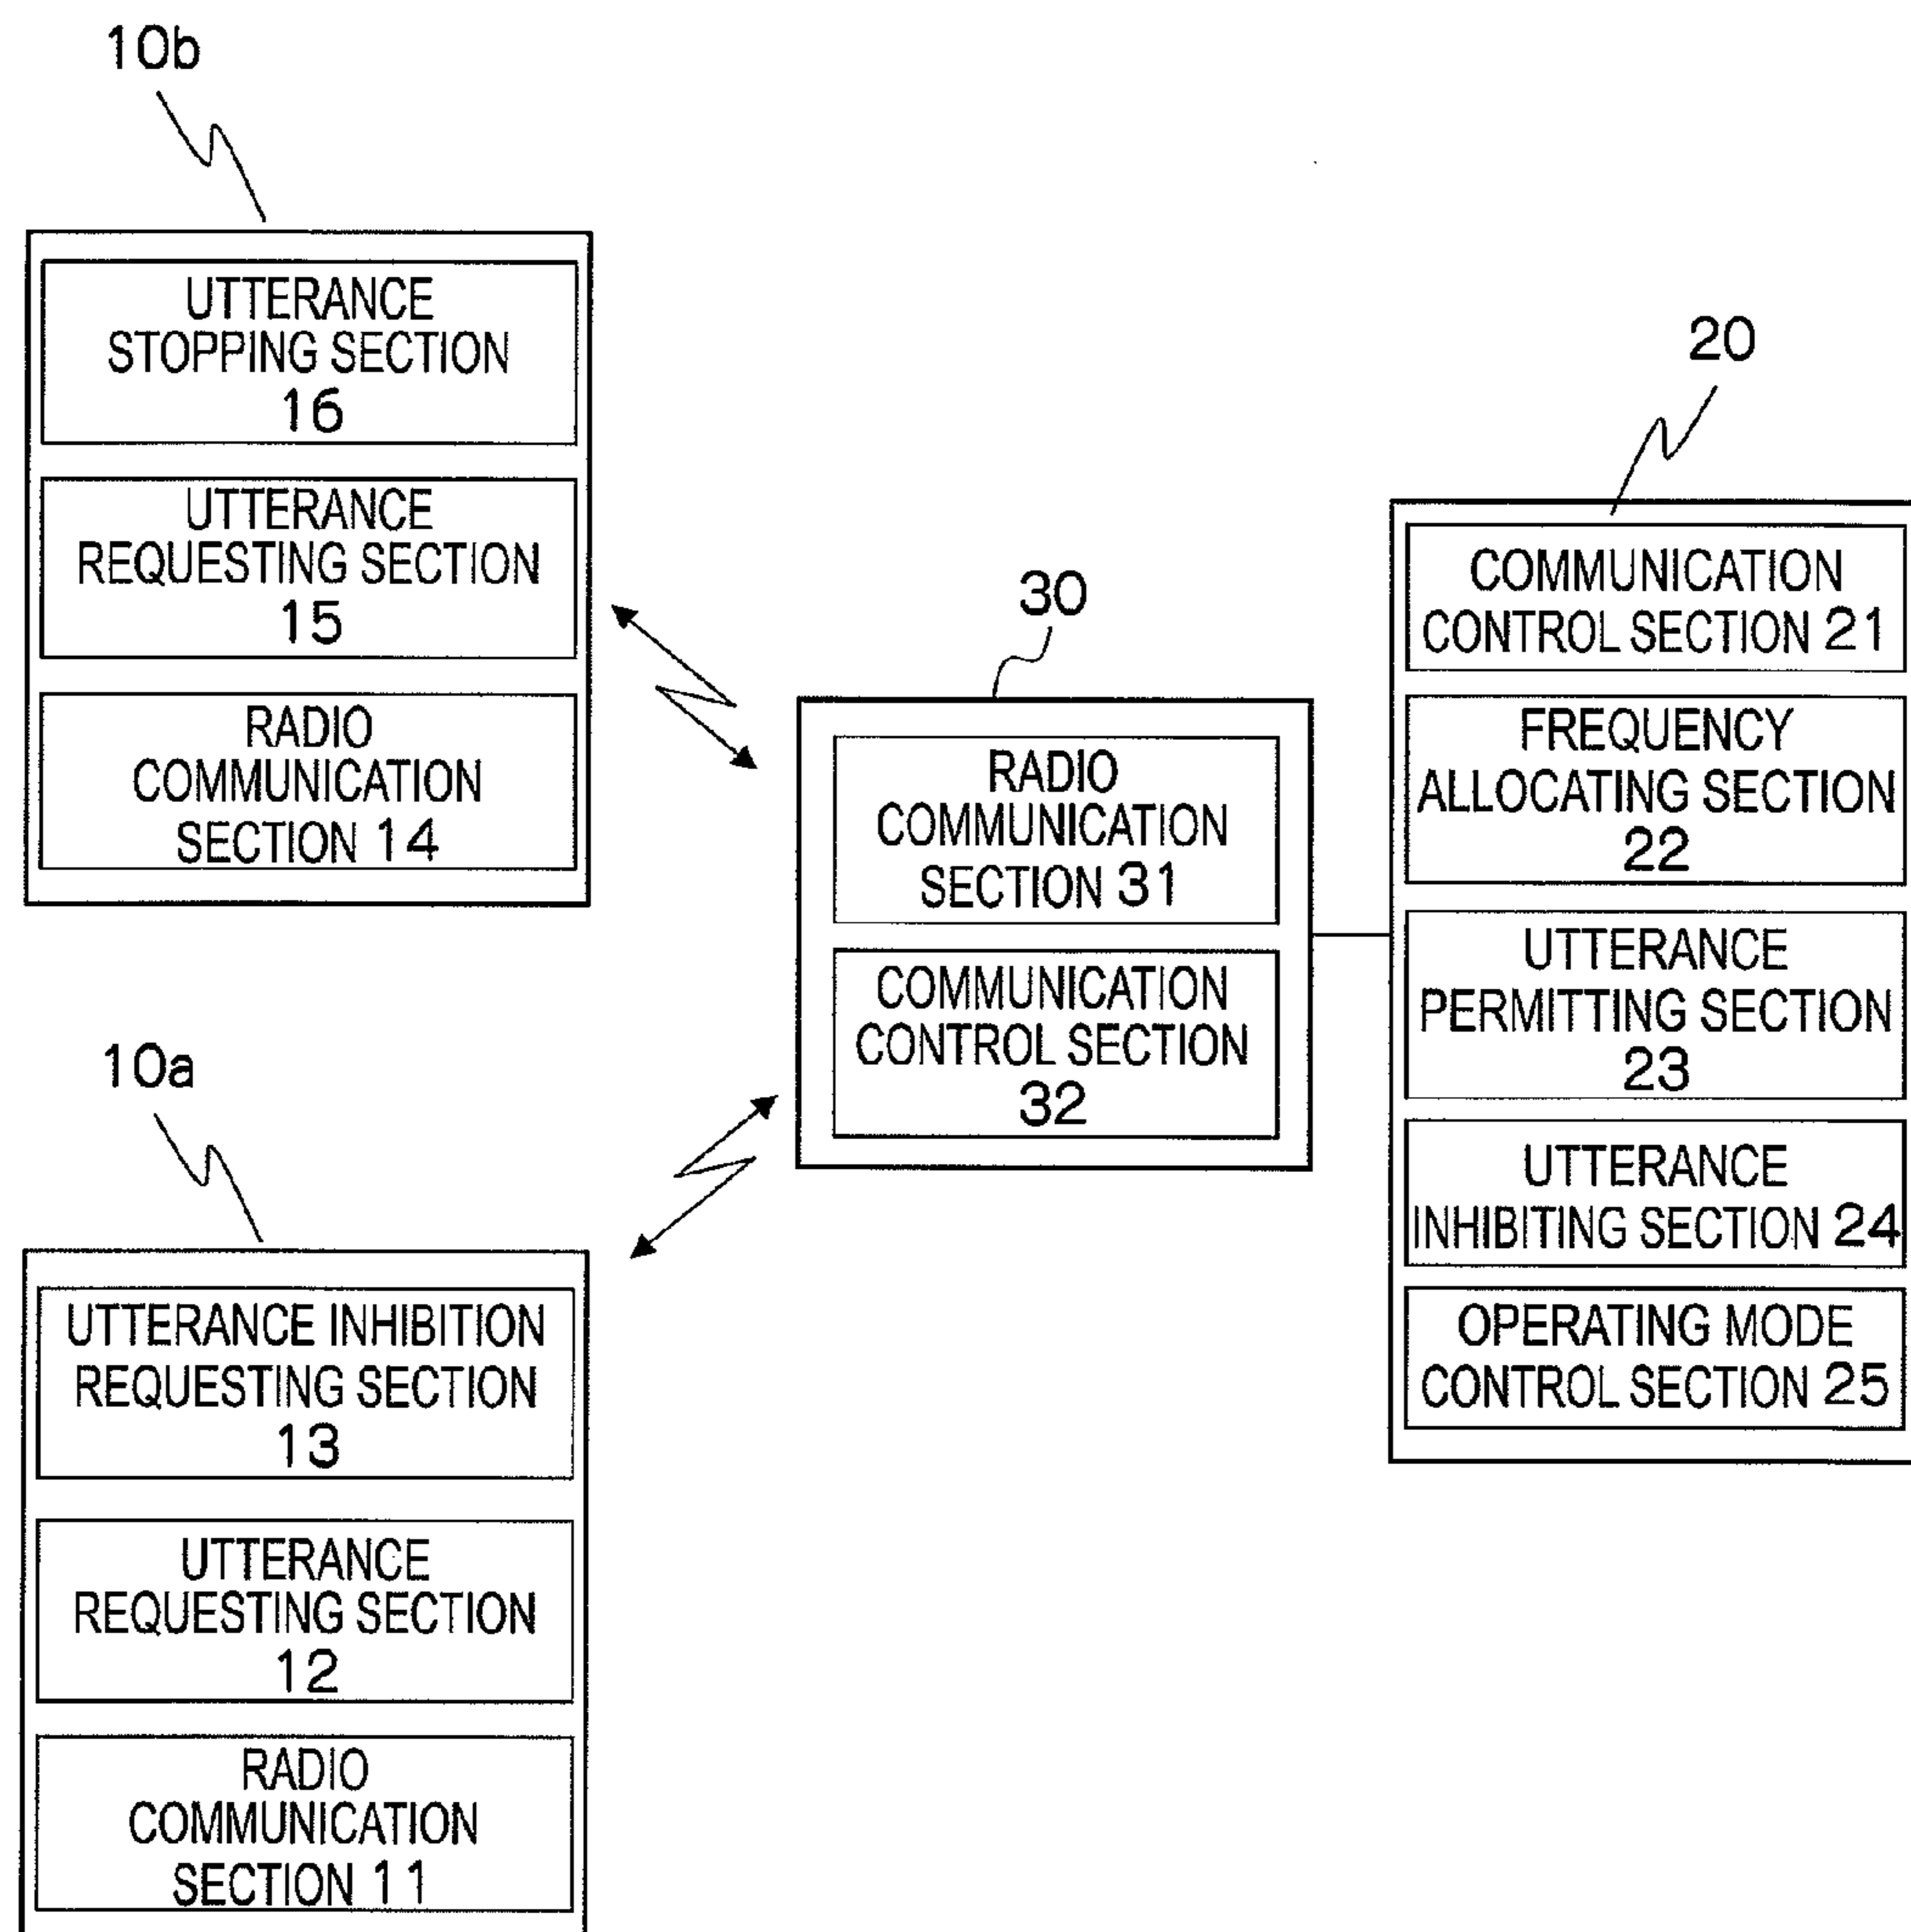 10b
UTTERANCE
STOPPING SECTION
16
UTTERANCE
REQUESTING SECTION
15
RADIO
COMMUNICATION
SECTION 14
10a
UTTERANCE INHIBITION
REQUESTING SECTION
13
UTTERANCE
REQUESTING SECTION
12
RADIO
COMMUNICATION
SECTION 11
30
RADIO
COMMUNICATION
SECTION 31
COMMUNICATION
CONTROL SECTION
32
20
COMMUNICATION
CONTROL SECTION 21
FREQUENCY
ALLOCATING SECTION
22
UTTERANCE
PERMITTING SECTION
23
UTTERANCE
INHIBITING SECTION 24
OPERATING MODE
CONTROL SECTION 25